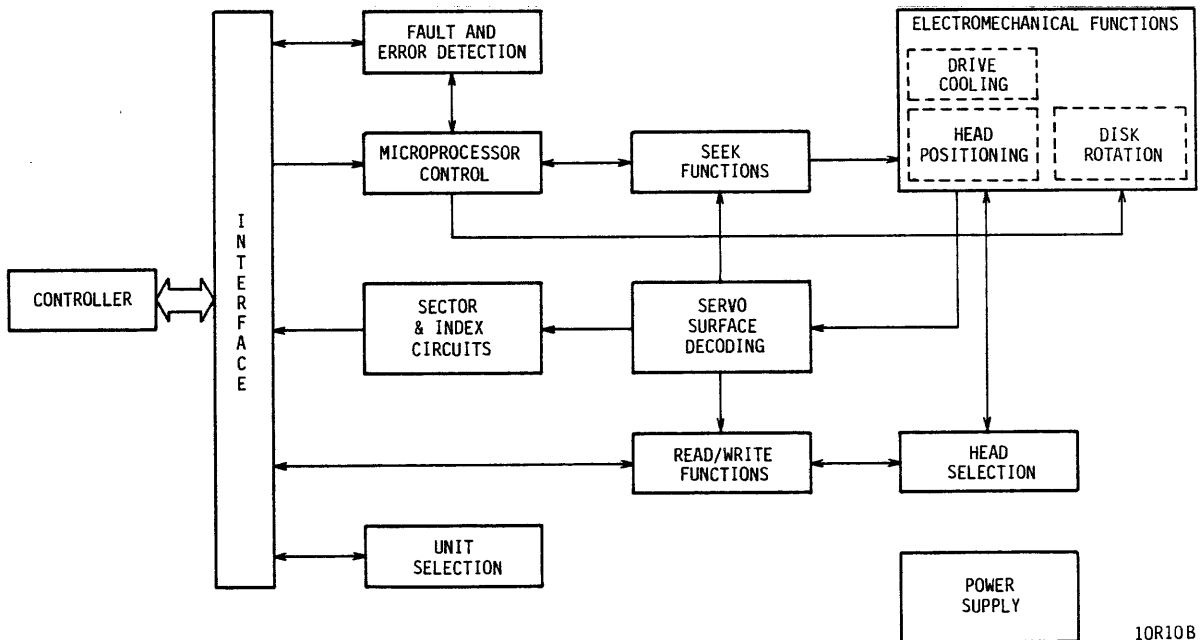 FAULT AND
ERROR DETECTION
ELECTROMECHANICAL FUNCTIONS
DRIVE
COOLING
MICROPROCESSOR
CONTROL
SEEK
FUNCTIONS
HEAD
POSITIONING
DISK
ROTATION
INTERFACE
CONTROLLER
SECTOR
& INDEX
CIRCUITS
SERVO
SURFACE
DECODING
READ/WRITE
FUNCTIONS
HEAD
SELECTION
UNIT
SELECTION
POWER
SUPPLY
10R10B